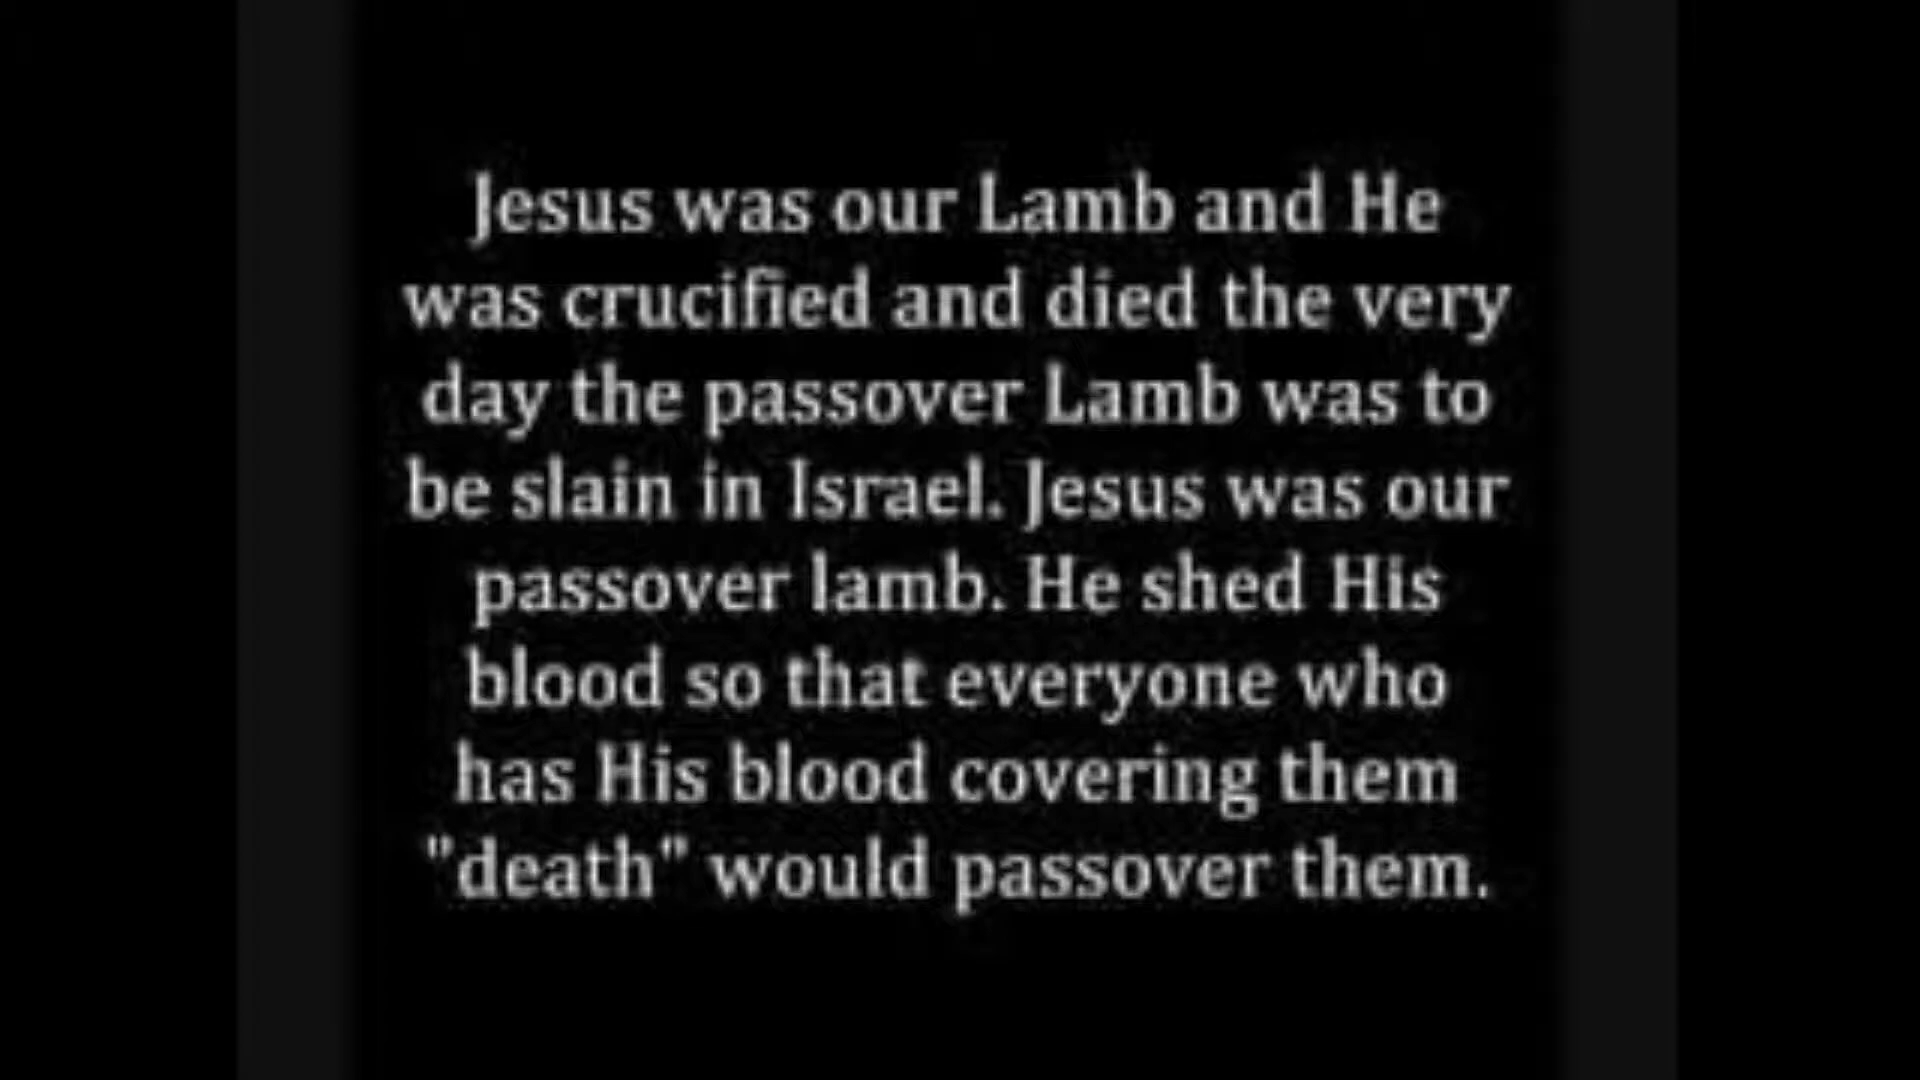 Jesus was our Lamb and He
was crucified and died the very
day the passover Lamb was to
be slain in Israel. Jesus was our
passover lamb. He shed His
blood so that everyone who
has His blood covering them
"death" would passover them.